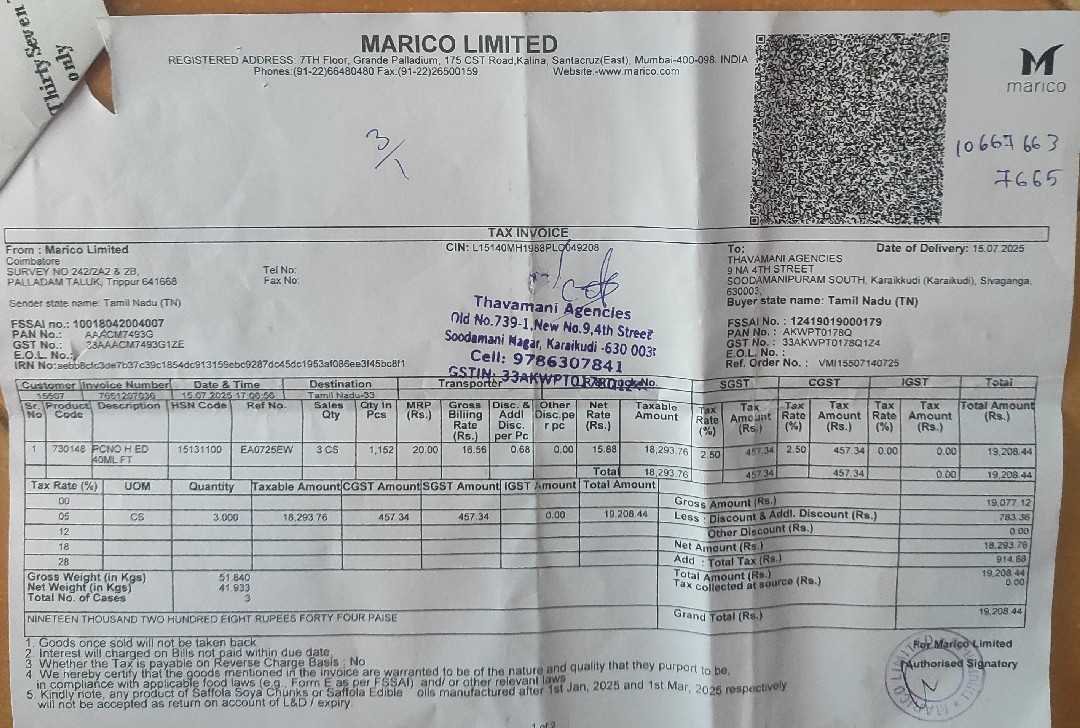 Thirty Seven
only
MARICO LIMITED
REGISTERED ADDRESS: 7TH Floor, Grande Palladium, 175 CST Road,Kalina, Santacruz(East), Mumbai-400-098. INDIA
Phones:(91-22)66480480 Fax:(91-22)26500159 Website:-www.marico.com
marico
3/1
10667663
7665
TAX INVOICE
From : Marico Limited
Coimbatore
SURVEY NO 242/2A2 & 2B,
PALLADAM TALUK, Trippur 641668
Tel No:
Fax No:
Sender state name: Tamil Nadu (TN)
FSSAI no.: 10018042004007
PAN No.: AAACM7493G
GST No.: 33AAACM7493G1ZE
E.O.L. No.:
CIN: L15140MH1988PLC049208
Thavamani Agencies
Old No.739-1,New No.9,4th Street
Soodamani Nagar, Karaikudi -630 003
Cell: 9786307841
GSTIN: 33AKWPT0178Q1Z4
To: Date of Delivery: 15.07.2025
THAVAMANI AGENCIES
9 NA 4TH STREET
SOODAMANIPURAM SOUTH, Karaikkudi (Karaikudi), Sivaganga,
630003,
Buyer state name: Tamil Nadu (TN)
FSSAI No. : 12419019000179
PAN No. : AKWPT0178Q
GST No. : 33AKWPT0178Q1Z4
E.O.L. No. :
Ref. Order No. : VMI15507140725
IRN No:
Customer Invoice Number Date & Time Destination Transporter Truck No. SGST CGST IGST Total
15507 7651207036 15.07.2025 Tamil Nadu-33
Sr. No Product Code Description HSN Code Ref No. Sales Qty Qty In Pcs MRP (Rs.) Gross Billing Rate (Rs.) Disc. & Addl Disc. per Pc Other Disc.pe r pc Net Rate (Rs.) Taxable Amount Tax Rate (%) Tax Amount (Rs.) Tax Rate (%) Tax Amount (Rs.) Tax Rate (%) Tax Amount (Rs.) Total Amount (Rs.)
1 730148 PCNO H ED 40ML FT 15131100 EA0725EW 3 CS 1,152 20.00 16.56 0.68 0.00 15.88 18,293.76 2.50 457.34 2.50 457.34 0.00 0.00 19,208.44
Total 18,293.76 457.34 457.34 0.00 19,208.44
Tax Rate (%) UOM Quantity Taxable Amount CGST Amount SGST Amount IGST Amount Total Amount
00
05 CS 3.000 18,293.76 457.34 457.34 0.00 19,208.44
12
18
28
Gross Amount (Rs.) 19,077.12
Less : Discount & Addl. Discount (Rs.) 783.36
Other Discount (Rs.) 0.00
Net Amount (Rs.) 18,293.76
Add : Total Tax (Rs.) 914.68
Total Amount (Rs.) 19,208.44
Tax collected at source (Rs.) 0.00
Grand Total (Rs.) 19,208.44
Gross Weight (in Kgs) 51.840
Net Weight (in Kgs) 41.933
Total No. of Cases 3
NINETEEN THOUSAND TWO HUNDRED EIGHT RUPEES FORTY FOUR PAISE
1. Goods once sold will not be taken back
2. Interest will charged on Bills not paid within due date,
3 Whether the Tax is payable on Reverse Charge Basis : No
4 We hereby certify that the goods mentioned in the invoice are warranted to be of the nature and quality that they purport to be,
in compliance with applicable food laws (e.g., Form E as per FSSAI) and/ or other relevant laws
5. Kindly note, any product of Saffola Soya Chunks or Saffola Edible oils manufactured after 1st Jan, 2025 and 1st Mar, 2025 respectively
will not be accepted as return on account of L&D / expiry.
For Marico Limited
Authorised Signatory
1 of 2